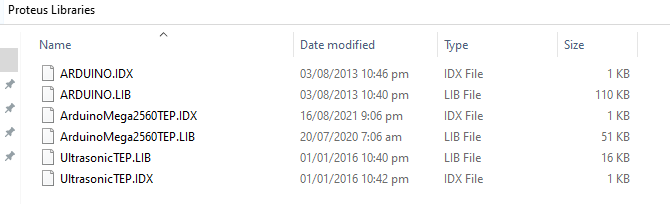 Proteus Libraries
Name Date modified Type Size
ARDUINO.IDX 03/08/2013 10:46 pm IDX File 1 KB
ARDUINO.LIB 03/08/2013 10:40 pm LIB File 110 KB
ArduinoMega2560TEP.IDX 16/08/2021 9:06 pm IDX File 1 KB
ArduinoMega2560TEP.LIB 20/07/2020 7:06 am LIB File 51 KB
UltrasonicTEP.LIB 01/01/2016 10:40 pm LIB File 16 KB
UltrasonicTEP.IDX 01/01/2016 10:42 pm IDX File 1 KB